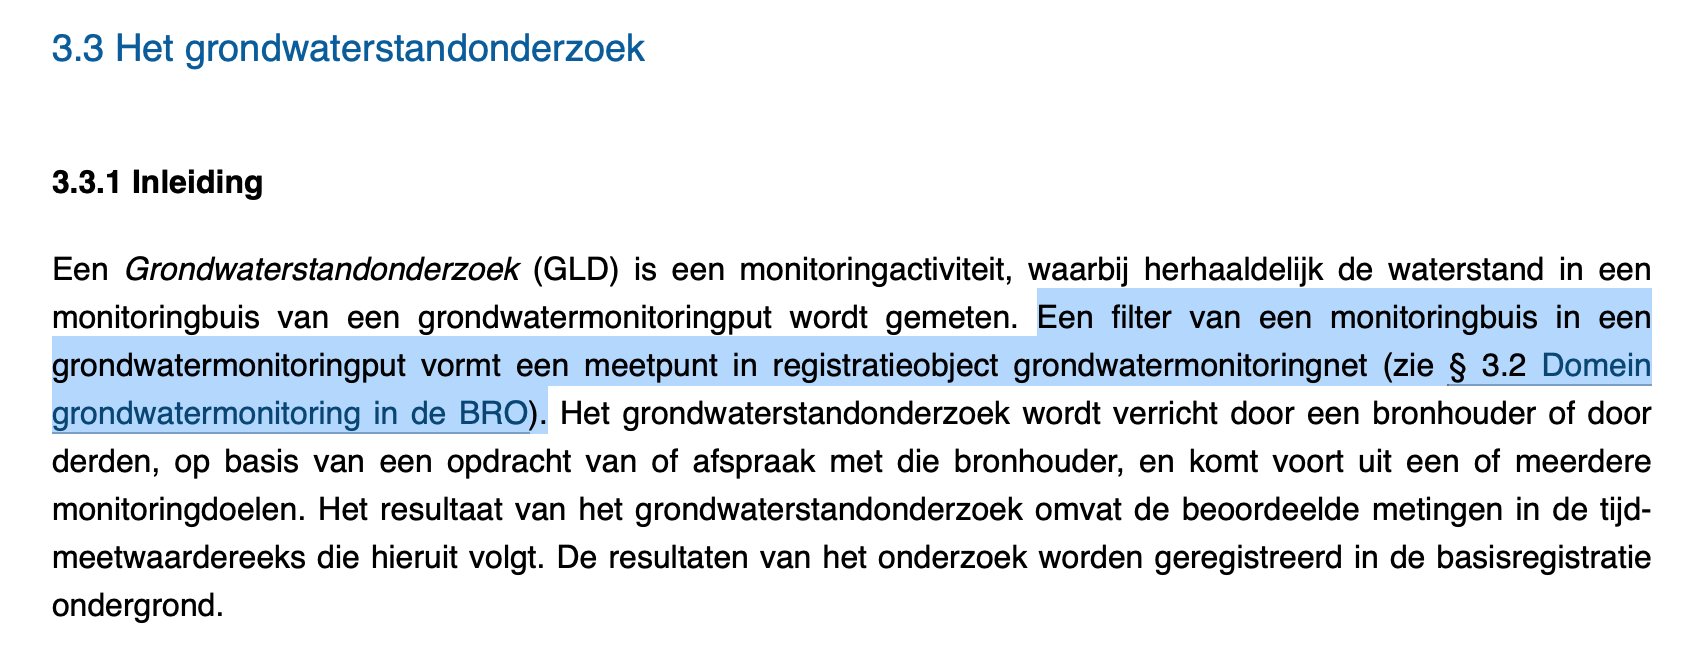 3.3 Het grondwaterstandonderzoek
3.3.1 Inleiding
Een Grondwaterstandonderzoek (GLD) is een monitoringactiviteit, waarbij herhaaldelijk de waterstand in een
monitoringbuis van een grondwatermonitoringput wordt gemeten. Een filter van een monitoringbuis in een
grondwatermonitoringput vormt een meetpunt in registratieobject grondwatermonitoringnet (zie § 3.2 Domein
grondwatermonitoring in de BRO). Het grondwaterstandonderzoek wordt verricht door een bronhouder of door
derden, op basis van een opdracht van of afspraak met die bronhouder, en komt voort uit een of meerdere
monitoringdoelen. Het resultaat van het grondwaterstandonderzoek omvat de beoordeelde metingen in de tijd-
meetwaardereeks die hieruit volgt. De resultaten van het onderzoek worden geregistreerd in de basisregistratie
ondergrond.